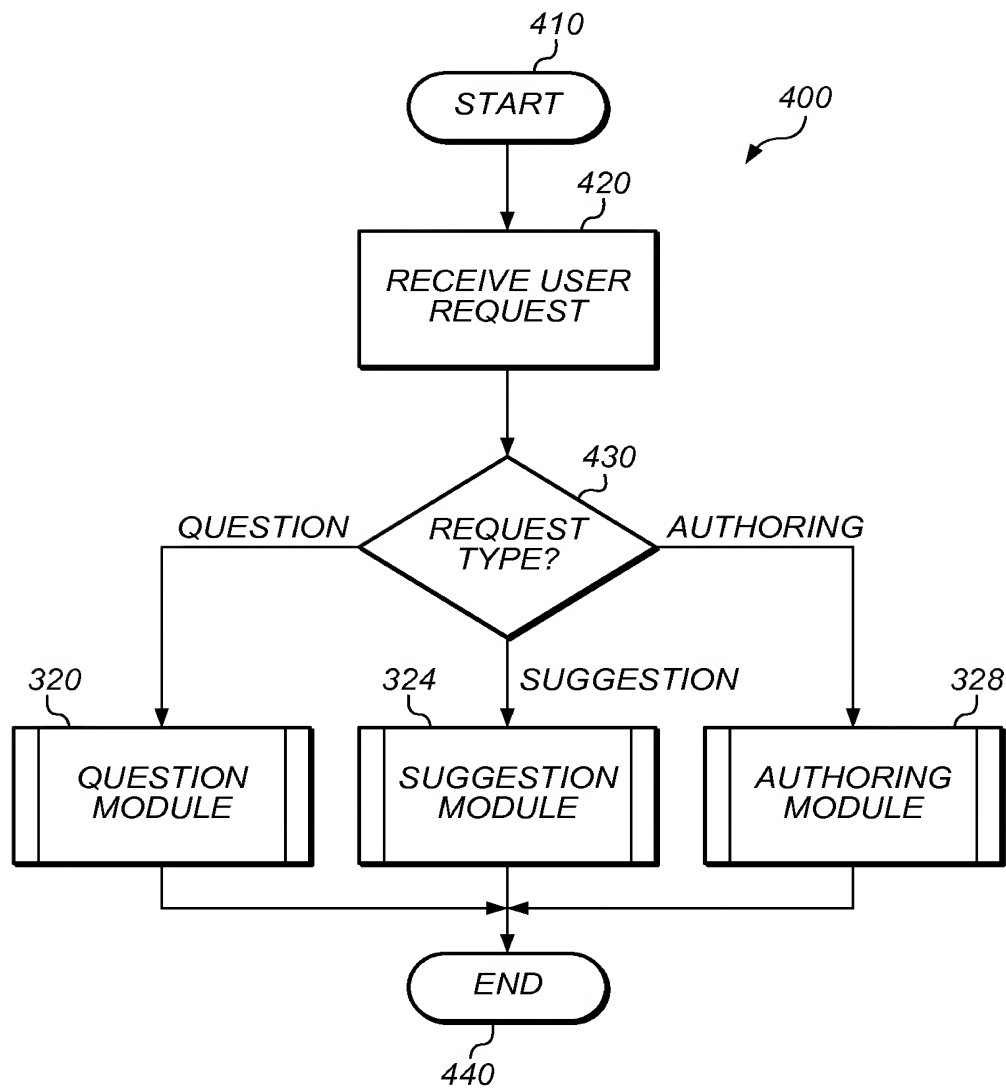 410
START
400
420
RECEIVE USER
REQUEST
430
QUESTION
REQUEST
TYPE?
AUTHORING
320
324
SUGGESTION
328
QUESTION
MODULE
SUGGESTION
MODULE
AUTHORING
MODULE
END
440